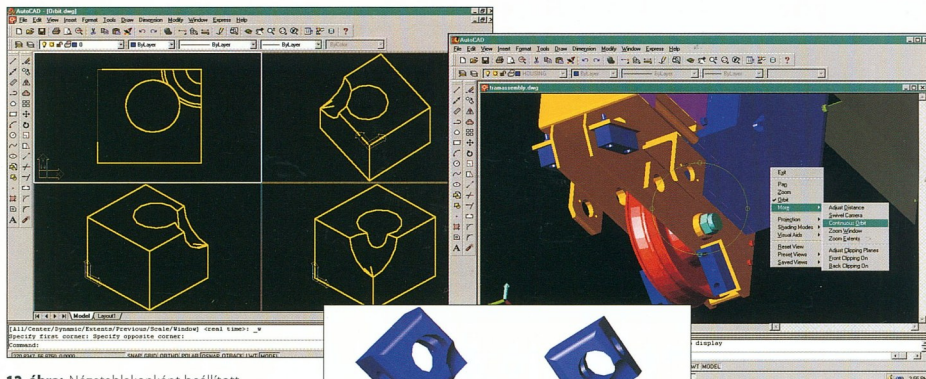 AutoCAD - [Orbit.dwg]
File Edit View Insert Format Tools Draw Dimension Modify Window Express Help
0 ByLayer ByLayer ByLayer ByColor
Model Layout1
[All/Center/Dynamic/Extents/Previous/Scale/Window] <real time>: _w
Specify first corner: Specify opposite corner:
Command:
SNAP GRID ORTHO POLAR OSNAP OTRACK LWT MODEL
AutoCAD
File Edit View Insert Format Tools Draw Dimension Modify Window Express Help
HOUSING ByLayer ByLayer ByLayer
tramassembly.dwg
Exit
Pan
Zoom
Orbit
More
Projection
Shading Modes
Visual Aids
Reset View
Preset Views
Saved Views
Adjust Distance
Swivel Camera
Continuous Orbit
Zoom Window
Zoom Extents
Adjust Clipping Planes
Front Clipping On
Back Clipping On
display
LWT MODEL
12. ábra: Nézetablakonként beállított